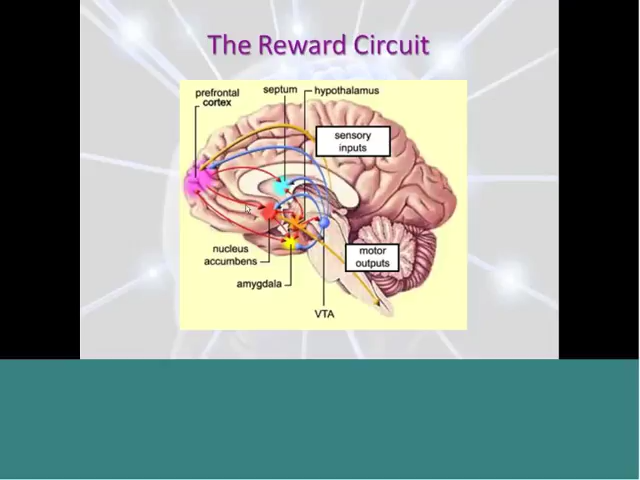 The Reward Circuit
prefrontal
cortex
septum
hypothalamus
sensory
inputs
nucleus
accumbens
motor
outputs
amygdala
VTA